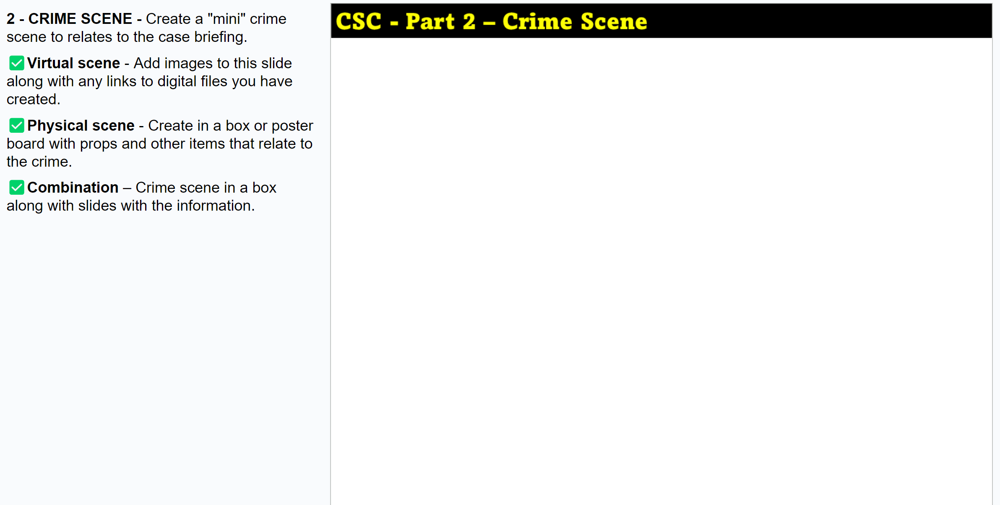 2 - CRIME SCENE - Create a "mini" crime
scene to relates to the case briefing.
Virtual scene - Add images to this slide
along with any links to digital files you have
created.
Physical scene - Create in a box or poster
board with props and other items that relate to
the crime.
Combination – Crime scene in a box
along with slides with the information.
CSC - Part 2 – Crime Scene